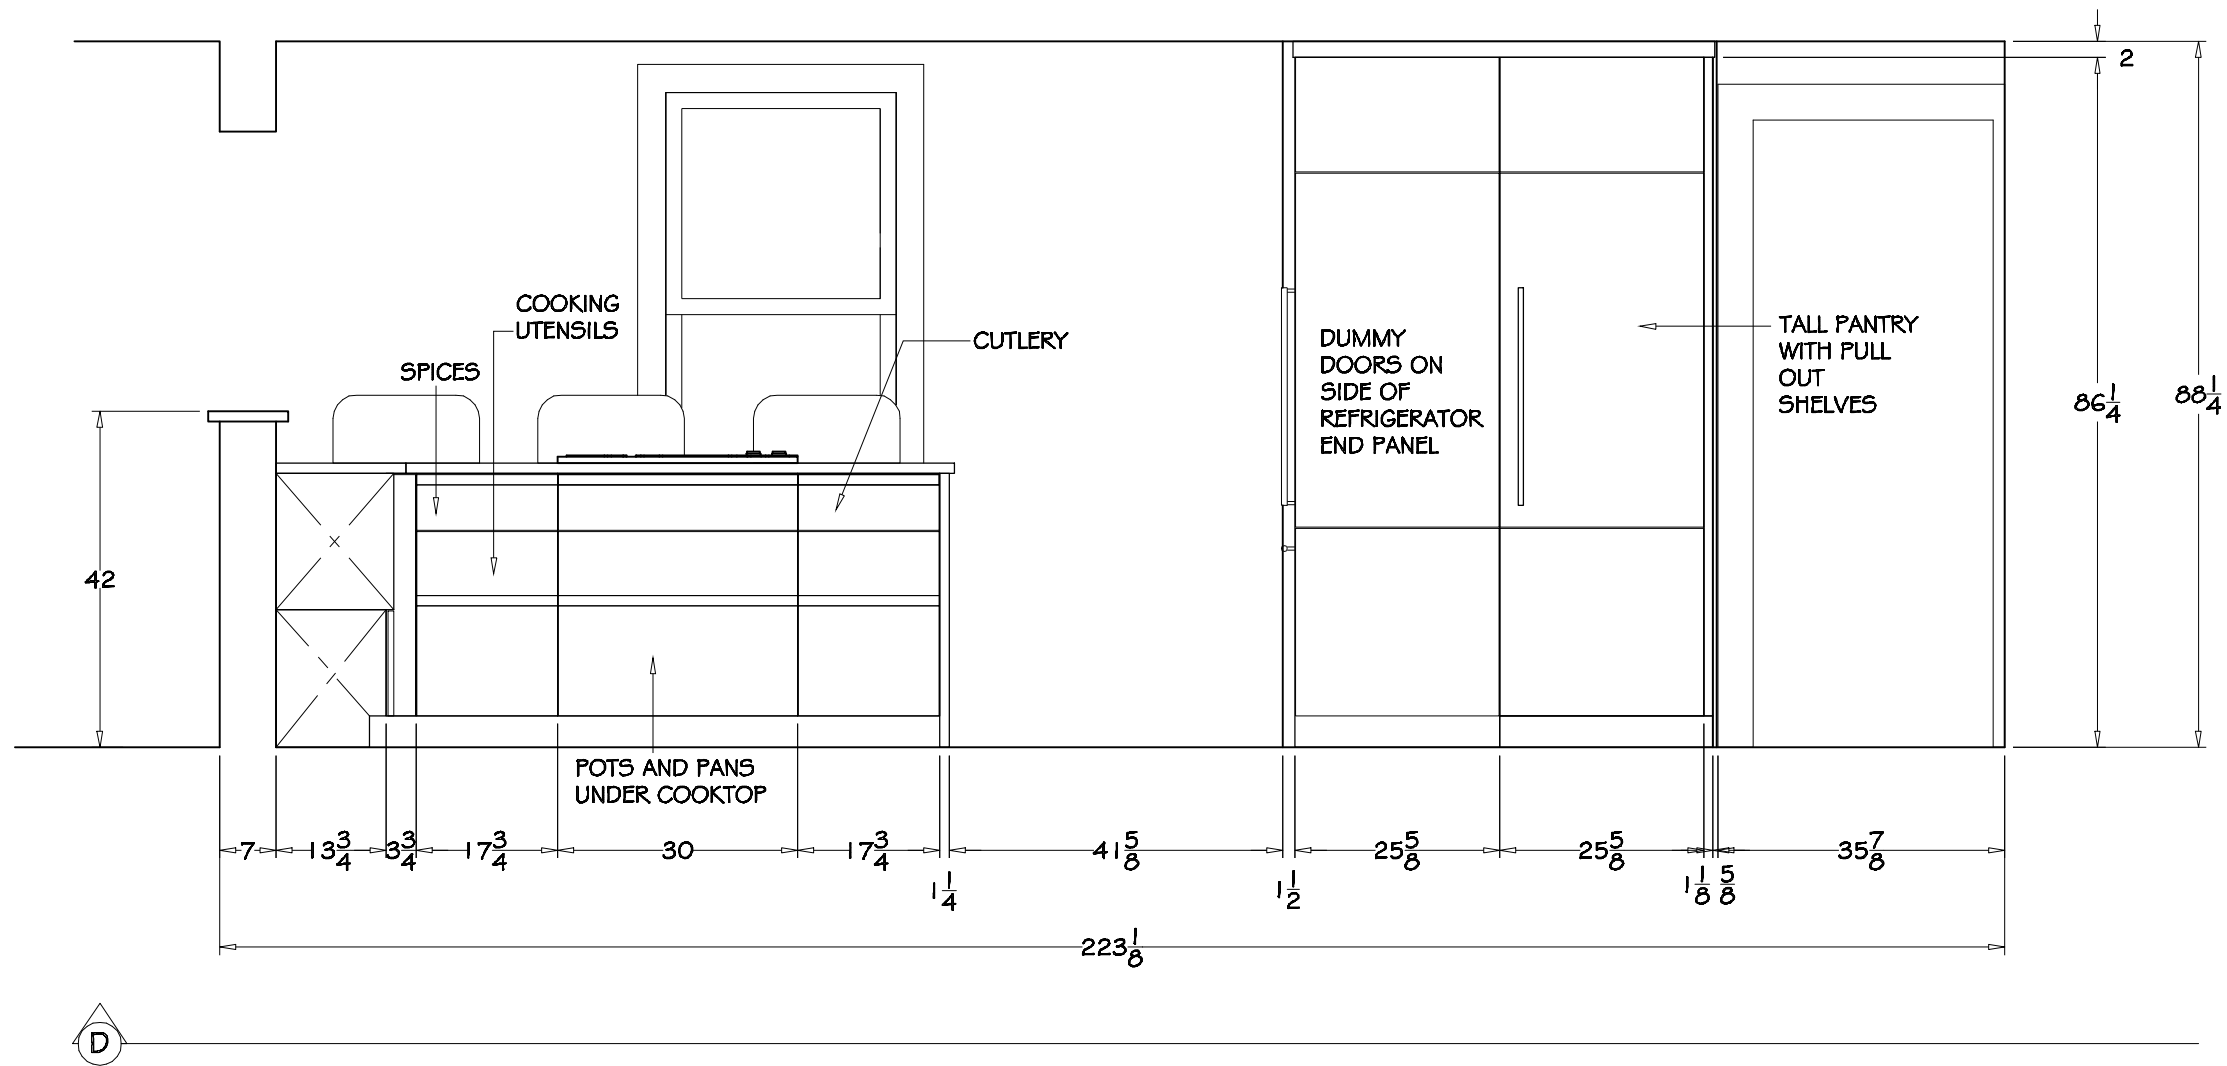 2
COOKING
UTENSILS
SPICES
CUTLERY
DUMMY
DOORS ON
SIDE OF
REFRIGERATOR
END PANEL
TALL PANTRY
WITH PULL
OUT
SHELVES
86 1/4
88 1/4
42
X
POTS AND PANS
UNDER COOKTOP
7 13 3/4 3 3/4 17 3/4 30 17 3/4 41 5/8 25 5/8 25 5/8 35 7/8
1 1/4 1 1/2 1 1/8 5/8
223 1/8
D